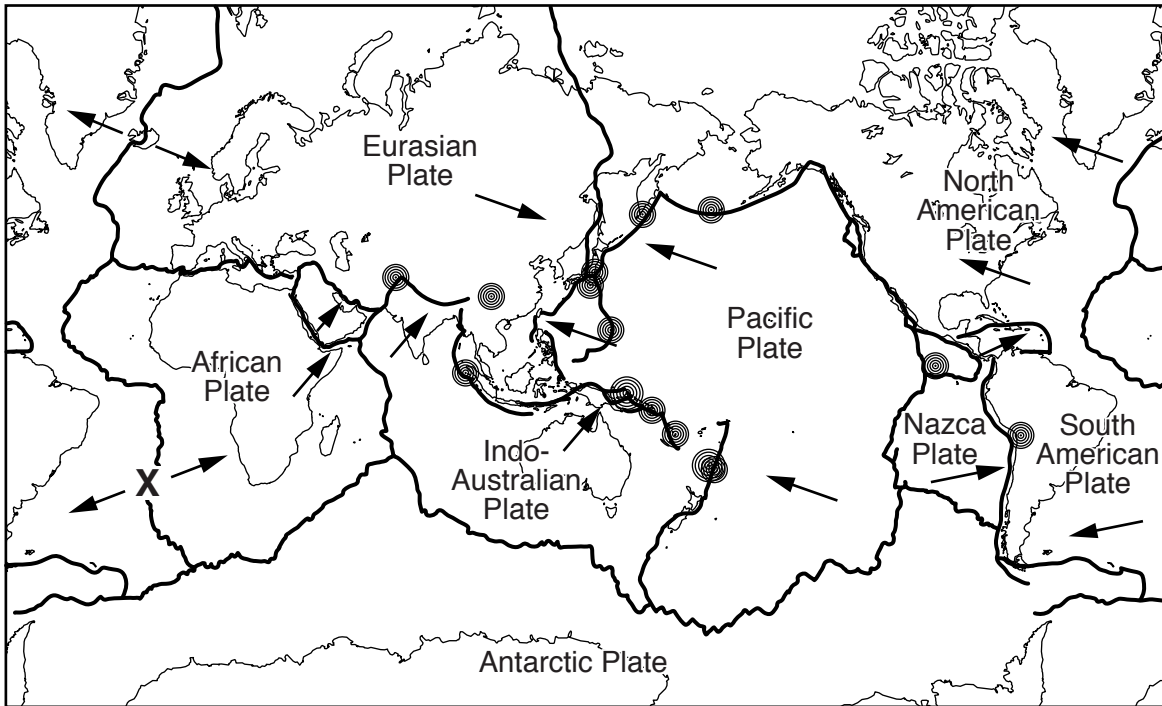 Eurasian
Plate
North
American
Plate
Pacific
Plate
African
Plate
Nazca
Plate
South
American
Plate
Indo-
Australian
Plate
X
Antarctic Plate